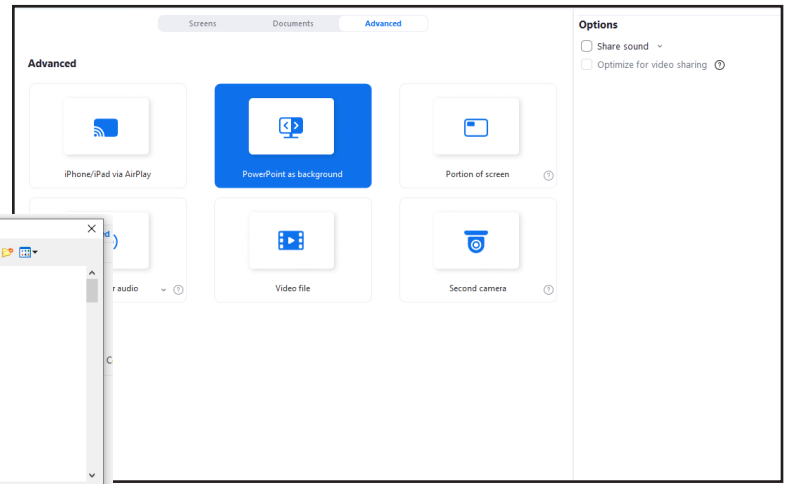 Screens Documents Advanced
Options
Share sound
Optimize for video sharing ?
Advanced
iPhone/iPad via AirPlay
PowerPoint as background
Portion of screen ?
r audio ?
Video file
Second camera ?